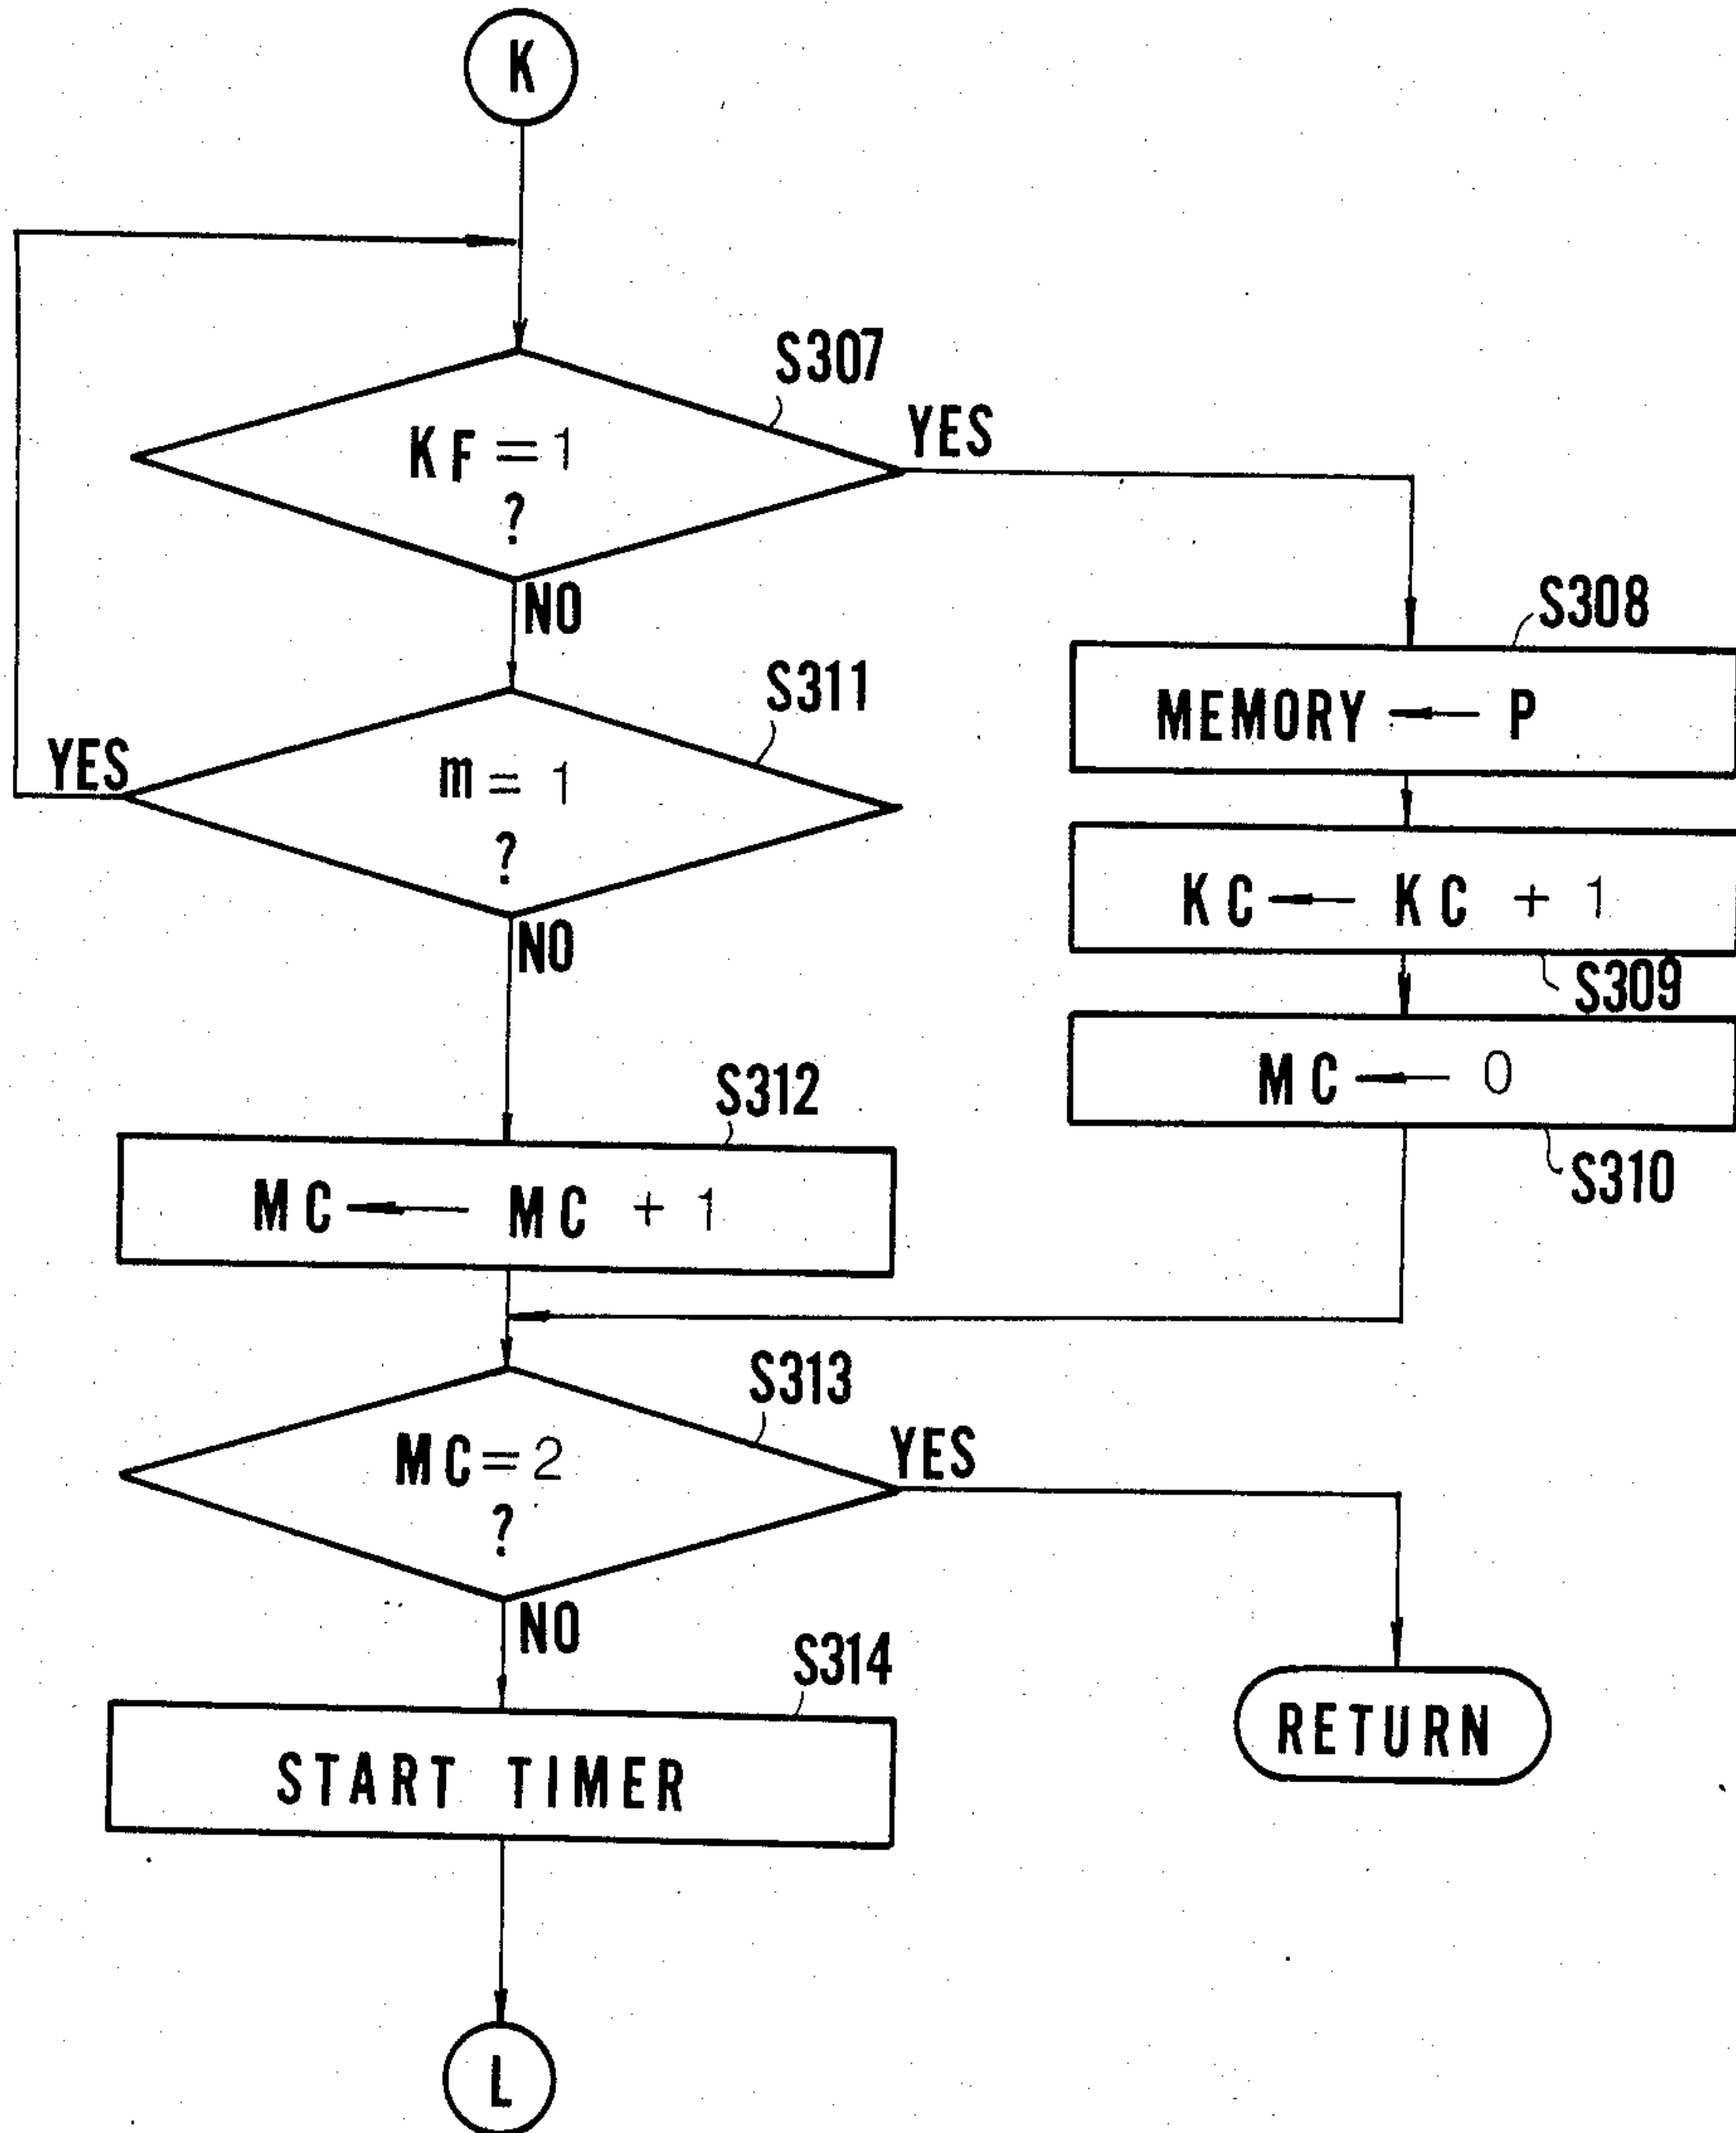 K
S307
KF=1
?
YES
NO
S308
MEMORY ← P
S311
m=1
?
YES
NO
KC ← KC + 1
S309
MC ← 0
S310
S312
MC ← MC + 1
S313
MC=2
?
YES
NO
S314
START TIMER
RETURN
L